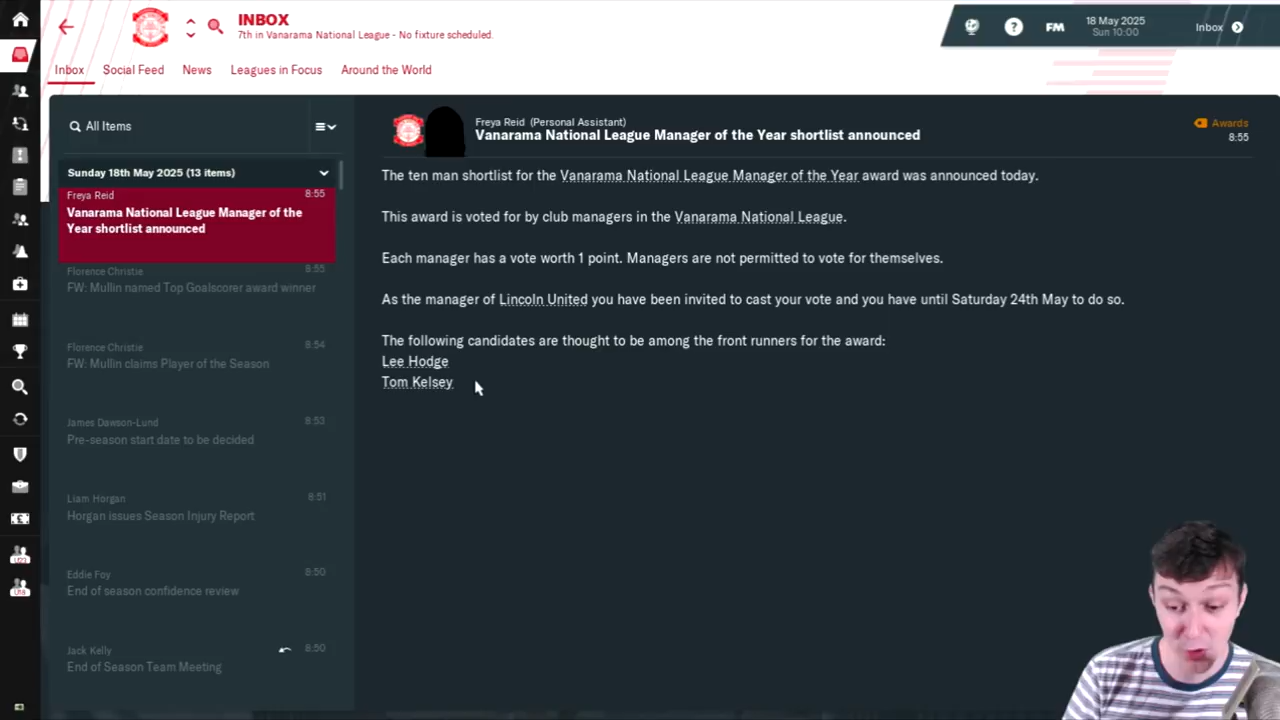 INBOX
7th in Vanarama National League - No fixture scheduled.
FM
18 May 2025
Sun 10:00
Inbox
Inbox
Social Feed
News
Leagues in Focus
Around the World
All Items
Sunday 18th May 2025 (13 items)
Freya Reid
8:55
Vanarama National League Manager of the
Year shortlist announced
Florence Christie
8:55
FW: Mullin named Top Goalscorer award winner
Florence Christie
8:54
FW: Mullin claims Player of the Season
James Dawson-Lund
8:53
Pre-season start date to be decided
Liam Horgan
8:51
Horgan issues Season Injury Report
Eddie Foy
8:50
End of season confidence review
Jack Kelly
8:50
End of Season Team Meeting
Freya Reid (Personal Assistant)
Vanarama National League Manager of the Year shortlist announced
Awards
8:55
The ten man shortlist for the Vanarama National League Manager of the Year award was announced today.
This award is voted for by club managers in the Vanarama National League.
Each manager has a vote worth 1 point. Managers are not permitted to vote for themselves.
As the manager of Lincoln United you have been invited to cast your vote and you have until Saturday 24th May to do so.
The following candidates are thought to be among the front runners for the award:
Lee Hodge
Tom Kelsey